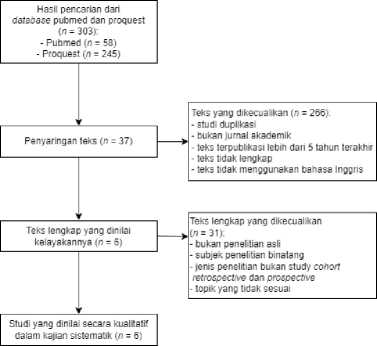 Hasil pencarian dari
database pubmed dan proquest
(n = 303):
- Pubmed (n = 58)
- Proquest (n = 245)
Teks yang dikecualikan (n = 266):
- studi duplikasi
- bukan jurnal akademik
- teks terpublikasi lebih dari 5 tahun terakhir
- teks tidak lengkap
- teks tidak menggunakan bahasa Inggris
Penyaringan teks (n = 37)
Teks lengkap yang dinilai
kelayakannya (n = 6)
Teks lengkap yang dikecualikan
(n = 31):
- bukan penelitian asli
- subjek penelitian binatang
- jenis penelitian bukan study cohort
retrospective dan prospective
- topik yang tidak sesuai
Studi yang dinilai secara kualitatif
dalam kajian sistematik (n = 6)